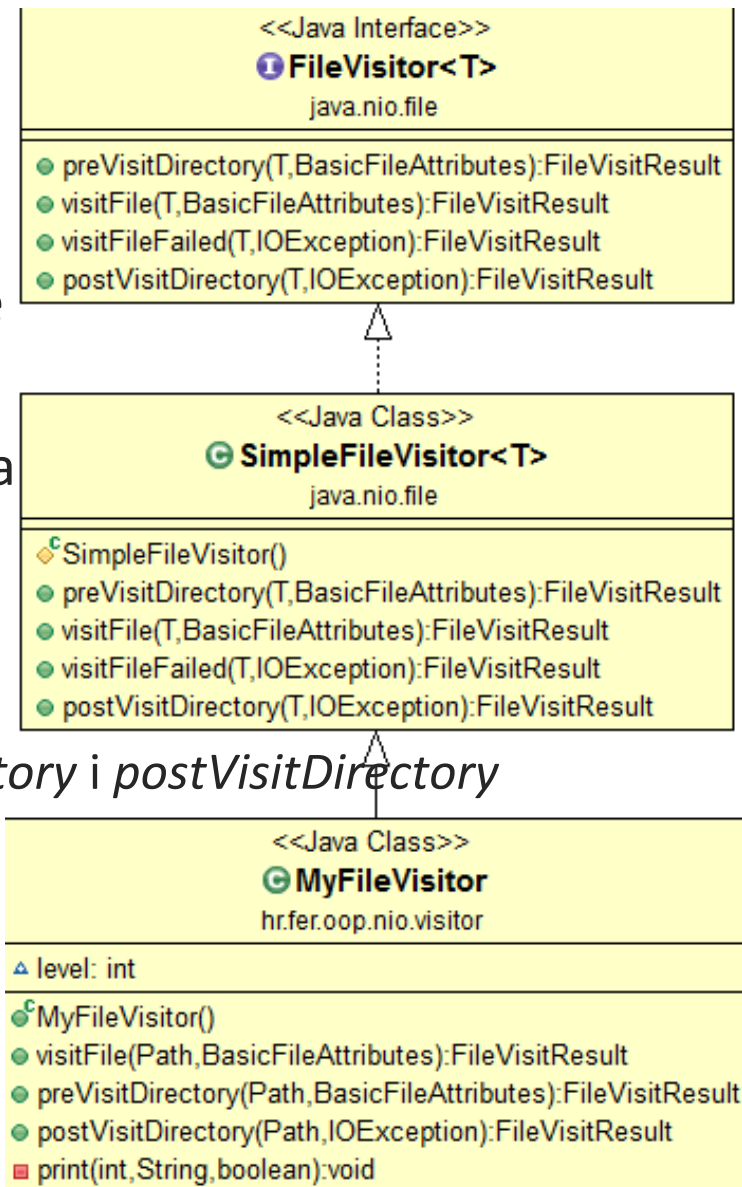 <<Java Interface>>
FileVisitor<T>
java.nio.file
preVisitDirectory(T,BasicFileAttributes):FileVisitResult
visitFile(T,BasicFileAttributes):FileVisitResult
visitFileFailed(T,IOException):FileVisitResult
postVisitDirectory(T,IOException):FileVisitResult
e
<<Java Class>>
SimpleFileVisitor<T>
a
java.nio.file
SimpleFileVisitor()
preVisitDirectory(T,BasicFileAttributes):FileVisitResult
visitFile(T,BasicFileAttributes):FileVisitResult
visitFileFailed(T,IOException):FileVisitResult
postVisitDirectory(T,IOException):FileVisitResult
tory i postVisitDirectory
<<Java Class>>
MyFileVisitor
hr.fer.oop.nio.visitor
level: int
MyFileVisitor()
visitFile(Path,BasicFileAttributes):FileVisitResult
preVisitDirectory(Path,BasicFileAttributes):FileVisitResult
postVisitDirectory(Path,IOException):FileVisitResult
print(int,String,boolean):void